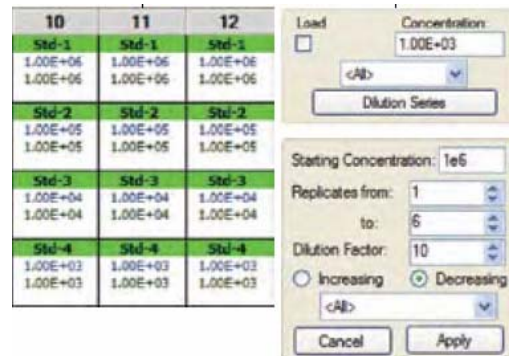 10 11 12
Std-1 Std-1 Std-1
1.00E+06 1.00E+06 1.00E+06
1.00E+06 1.00E+06 1.00E+06
Std-2 Std-2 Std-2
1.00E+05 1.00E+05 1.00E+05
1.00E+05 1.00E+05 1.00E+05
Std-3 Std-3 Std-3
1.00E+04 1.00E+04 1.00E+04
1.00E+04 1.00E+04 1.00E+04
Std-4 Std-4 Std-4
1.00E+03 1.00E+03 1.00E+03
1.00E+03 1.00E+03 1.00E+03
Load Concentration:
1.00E+03
<All>
Dilution Series
Starting Concentration: 1e6
Replicates from: 1
to: 6
Dilution Factor: 10
Increasing Decreasing
<All>
Cancel Apply